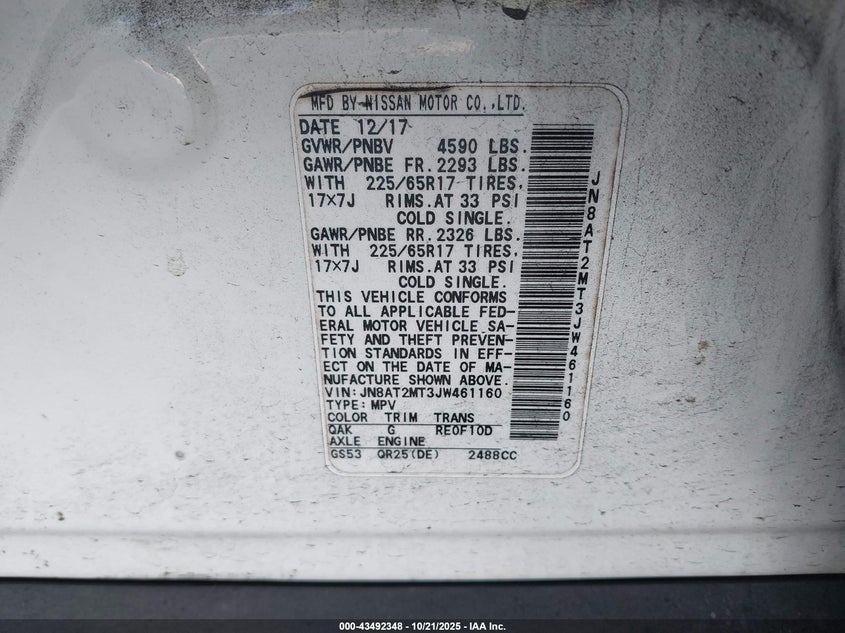 MFD BY NISSAN MOTOR CO.,LTD.
DATE 12/17
GVWR/PNBV 4590 LBS.
GAWR/PNBE FR. 2293 LBS.
WITH 225/65R17 TIRES,
17×7J RIMS.AT 33 PSI
COLD SINGLE.
GAWR/PNBE RR. 2326 LBS.
WITH 225/65R17 TIRES,
17×7J RIMS.AT 33 PSI
COLD SINGLE.
THIS VEHICLE CONFORMS
TO ALL APPLICABLE FED-
ERAL MOTOR VEHICLE SA-
FETY AND THEFT PREVEN-
TION STANDARDS IN EFF-
ECT ON THE DATE OF MA-
NUFACTURE SHOWN ABOVE.
VIN:JN8AT2MT3JW461160
TYPE:MPV
COLOR TRIM TRANS
QAK G RE0F10D
AXLE ENGINE
GS53 QR25(DE) 2488CC
JN8AT2MT3JW461160
000-43492348 - 10/21/2025 - IAA Inc.